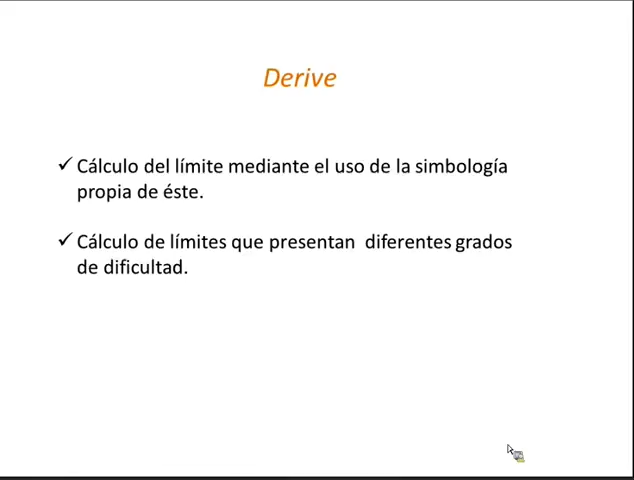 Derive
✓ Cálculo del límite mediante el uso de la simbología
propia de éste.
✓ Cálculo de límites que presentan diferentes grados
de dificultad.